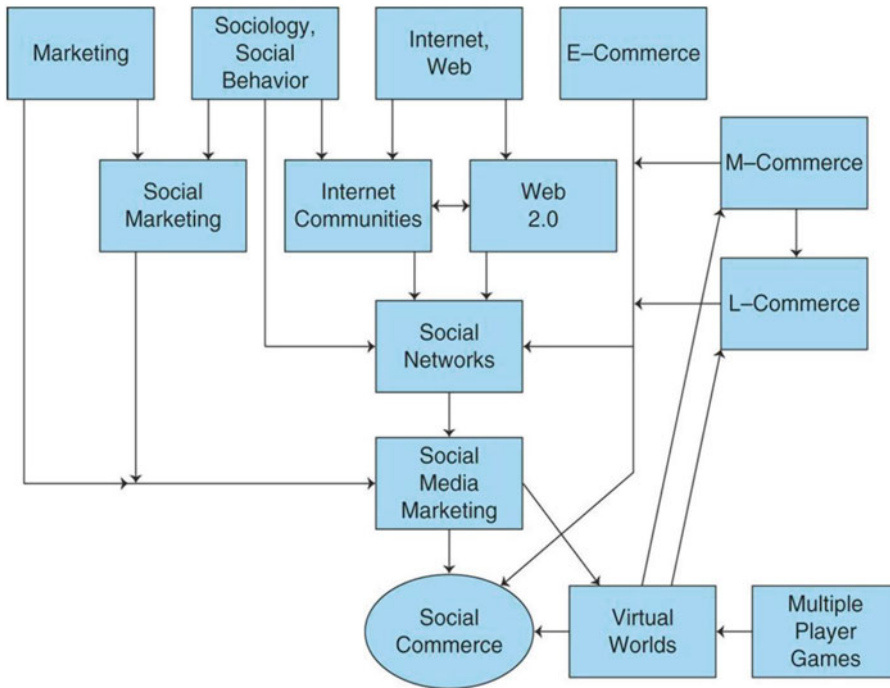 Marketing
Sociology,
Social
Behavior
Internet,
Web
E–Commerce
M–Commerce
Social
Marketing
Internet
Communities
Web
2.0
L–Commerce
Social
Networks
Social
Media
Marketing
Social
Commerce
Virtual
Worlds
Multiple
Player
Games